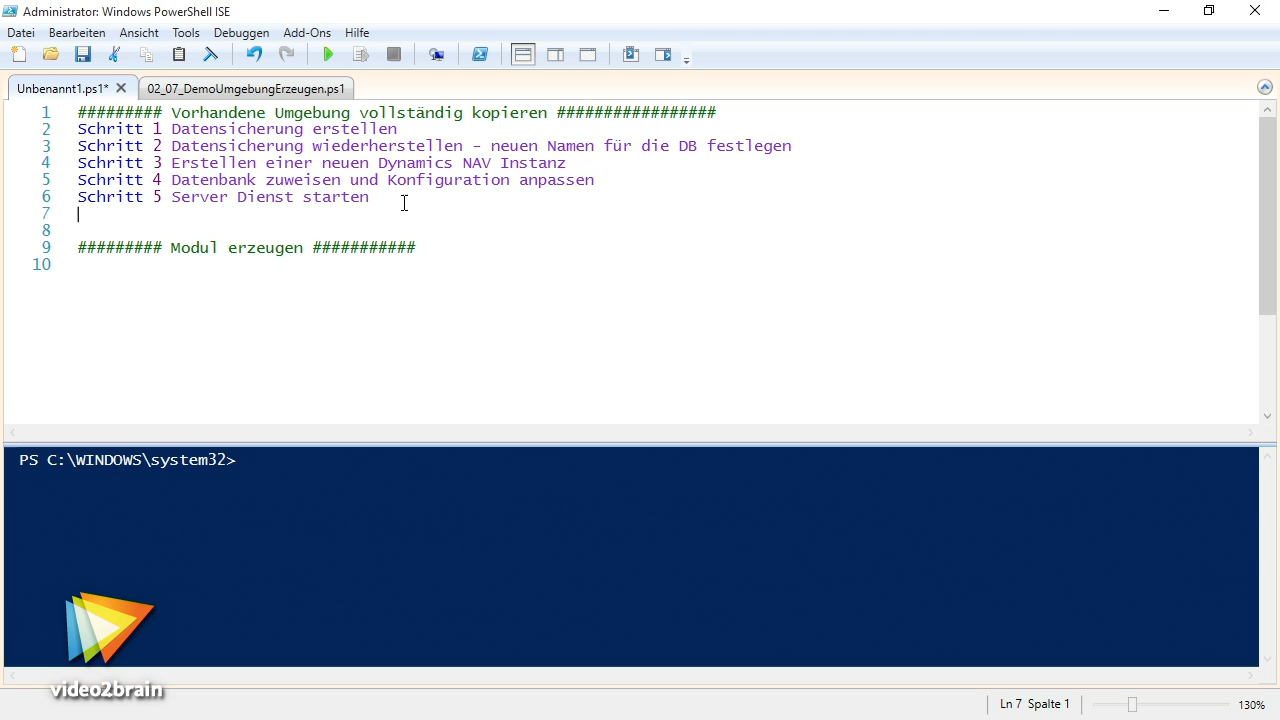 Administrator: Windows PowerShell ISE
Datei Bearbeiten Ansicht Tools Debuggen Add-Ons Hilfe
Unbenannt1.ps1* 02_07_DemoUmgebungErzeugen.ps1
1 ######### Vorhandene Umgebung vollständig kopieren #################
2 Schritt 1 Datensicherung erstellen
3 Schritt 2 Datensicherung wiederherstellen - neuen Namen für die DB festlegen
4 Schritt 3 Erstellen einer neuen Dynamics NAV Instanz
5 Schritt 4 Datenbank zuweisen und Konfiguration anpassen
6 Schritt 5 Server Dienst starten
7
8
9 ######### Modul erzeugen ###########
10
PS C:\WINDOWS\system32>
video2brain
Ln 7 Spalte 1 130%